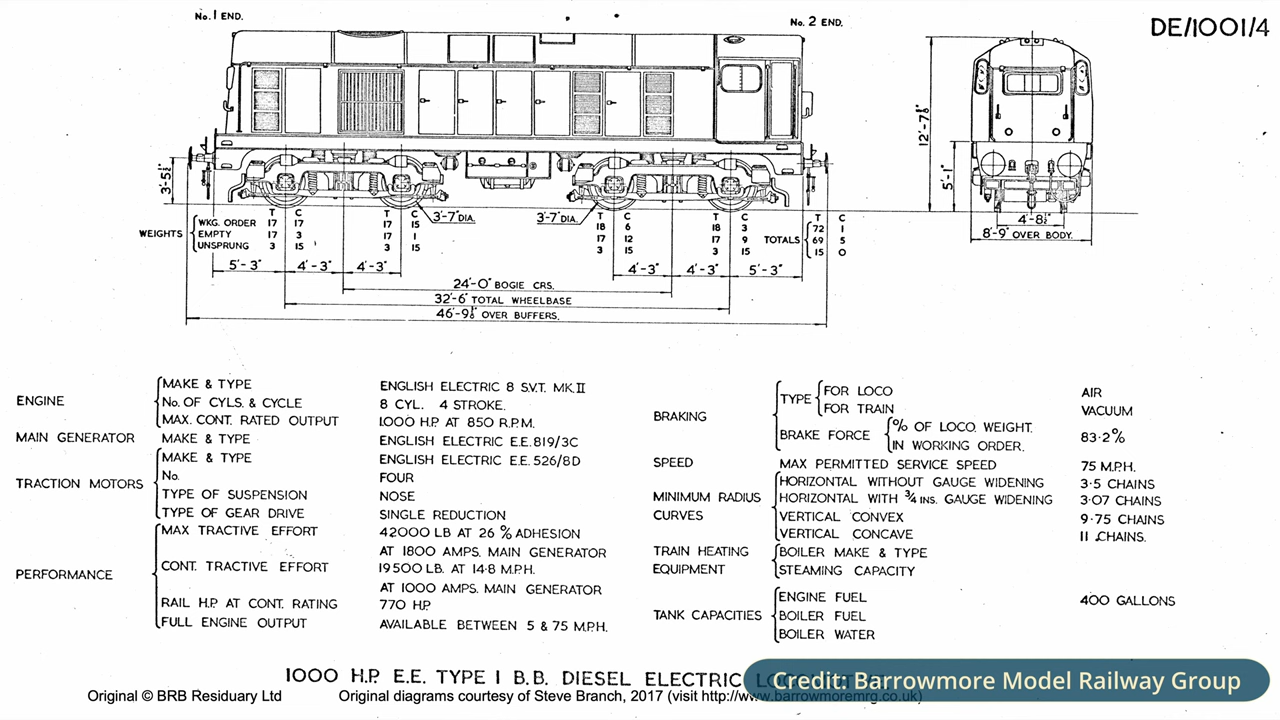 No. 1 END.
No. 2 END.
DE/1001/4
12'-7⅝"
3-5½"
5'-1"
3'-7"DIA.
3'-7"DIA.
4'-8½"
8'-9" OVER BODY.
T C T C T C T C T C
WEIGHTS WKG. ORDER 17 17 17 15 18 6 18 3 TOTALS 72 1
EMPTY 17 3 17 1 17 12 17 9 69 5
UNSPRUNG 3 15 3 15 3 15 3 15 15 0
5'-3" 4'-3" 4'-3" 4'-3" 4'-3" 5'-3"
24'-0" BOGIE CRS.
32'-6" TOTAL WHEELBASE
OVER BUFFERS.
ENGINE
MAKE & TYPE ENGLISH ELECTRIC 8 S.V.T. MK.II
No. OF CYLS. & CYCLE 8 CYL. 4 STROKE.
MAX. CONT. RATED OUTPUT 1000 H.P. AT 850 R.P.M.
MAIN GENERATOR MAKE & TYPE ENGLISH ELECTRIC E.E. 819/3C
TRACTION MOTORS
MAKE & TYPE ENGLISH ELECTRIC E.E. 526/8D
No. FOUR
TYPE OF SUSPENSION NOSE
TYPE OF GEAR DRIVE SINGLE REDUCTION
PERFORMANCE
MAX TRACTIVE EFFORT 42000 LB AT 26 % ADHESION
AT 1800 AMPS. MAIN GENERATOR
CONT. TRACTIVE EFFORT 19500 LB. AT 14·8 M.P.H.
AT 1000 AMPS. MAIN GENERATOR
RAIL H.P. AT CONT. RATING 770 H.P.
FULL ENGINE OUTPUT AVAILABLE BETWEEN 5 & 75 M.P.H.
BRAKING
TYPE
FOR LOCO AIR
FOR TRAIN VACUUM
BRAKE FORCE
% OF LOCO. WEIGHT.
IN WORKING ORDER. 83·2%
SPEED MAX PERMITTED SERVICE SPEED 75 M.P.H.
MINIMUM RADIUS CURVES
HORIZONTAL WITHOUT GAUGE WIDENING 3·5 CHAINS
HORIZONTAL WITH ¾ INS. GAUGE WIDENING 3·07 CHAINS
VERTICAL CONVEX 9·75 CHAINS
VERTICAL CONCAVE 11 CHAINS.
TRAIN HEATING EQUIPMENT
BOILER MAKE & TYPE
STEAMING CAPACITY
TANK CAPACITIES
ENGINE FUEL 400 GALLONS
BOILER FUEL
BOILER WATER
1000 H.P. E.E. TYPE 1 B.B. DIESEL ELECTRIC
Credit: Barrowmore Model Railway Group
Original © BRB Residuary Ltd
Original diagrams courtesy of Steve Branch, 2017 (visit http://www.barrowmoremrg.co.uk)